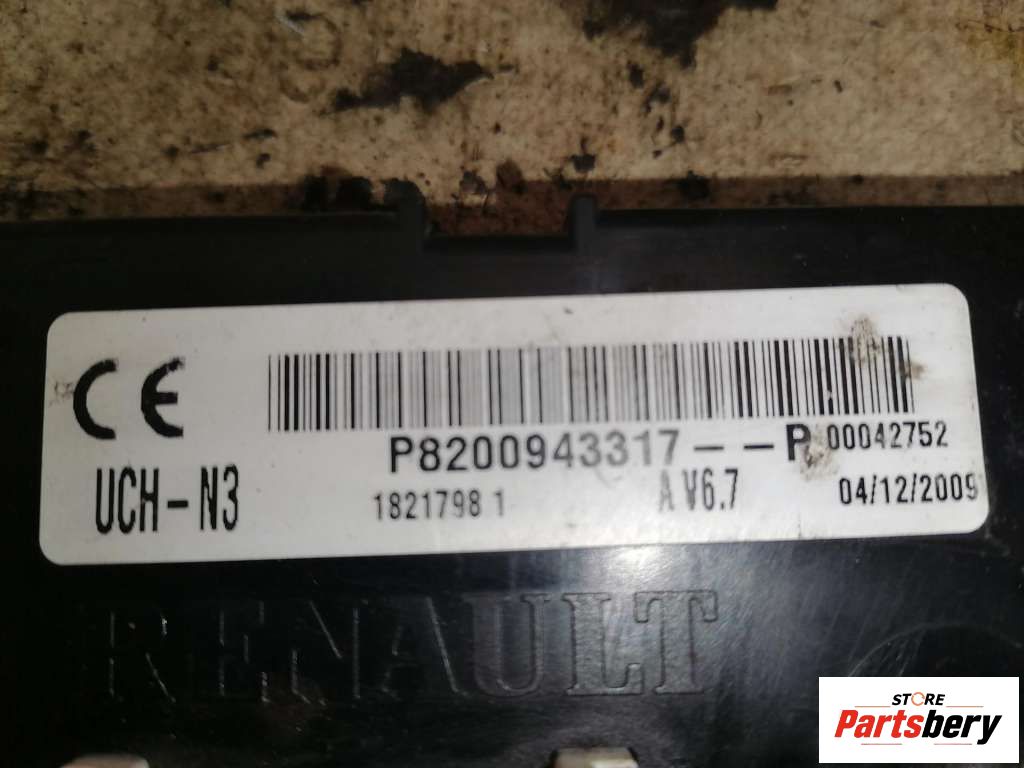 CE
P8200943317--P 00042752
UCH-N3 1821798 1 A V6.7 04/12/2009
RENAULT
STORE
Partsbery